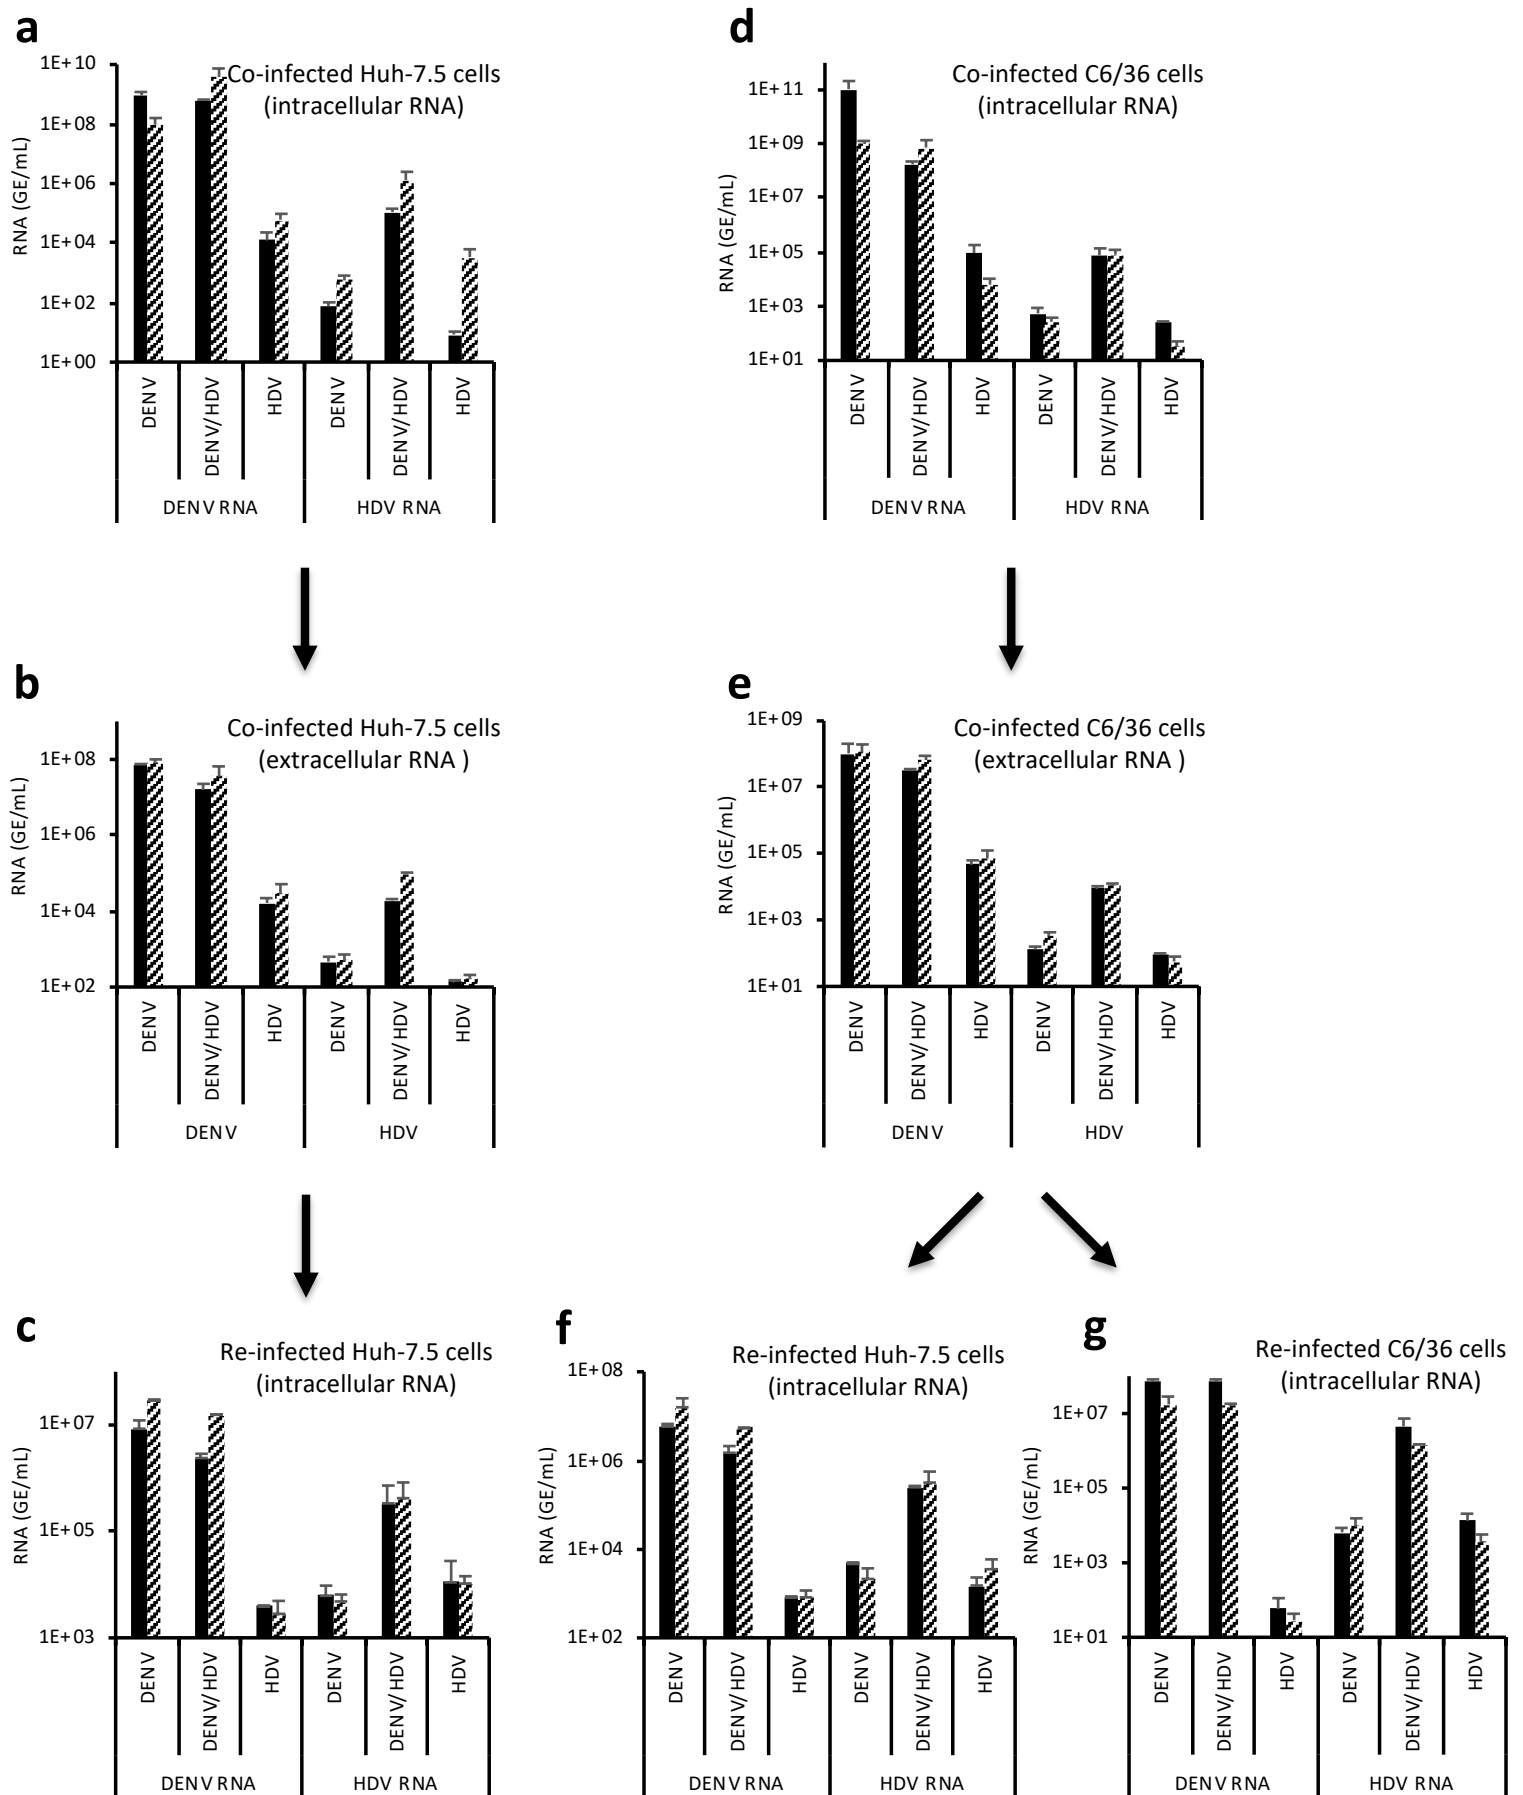 a
Co-infected Huh-7.5 cells
(intracellular RNA)
RNA (GE/mL)
1E+10
1E+08
1E+06
1E+04
1E+02
1E+00
DENV
DENV/HDV
HDV
DENV
DENV/HDV
HDV
DENV RNA
HDV RNA
d
Co-infected C6/36 cells
(intracellular RNA)
RNA (GE/mL)
1E+11
1E+09
1E+07
1E+05
1E+03
1E+01
DENV
DENV/HDV
HDV
DENV
DENV/HDV
HDV
DENV RNA
HDV RNA
b
Co-infected Huh-7.5 cells
(extracellular RNA )
RNA (GE/mL)
1E+08
1E+06
1E+04
1E+02
DENV
DENV/HDV
HDV
DENV
DENV/HDV
HDV
DENV
HDV
e
Co-infected C6/36 cells
(extracellular RNA )
RNA (GE/mL)
1E+09
1E+07
1E+05
1E+03
1E+01
DENV
DENV/HDV
HDV
DENV
DENV/HDV
HDV
DENV
HDV
c
Re-infected Huh-7.5 cells
(intracellular RNA)
RNA (GE/mL)
1E+07
1E+05
1E+03
DENV
DENV/HDV
HDV
DENV
DENV/HDV
HDV
DENV RNA
HDV RNA
f
Re-infected Huh-7.5 cells
(intracellular RNA)
RNA (GE/mL)
1E+08
1E+06
1E+04
1E+02
DENV
DENV/HDV
HDV
DENV
DENV/HDV
HDV
DENV RNA
HDV RNA
g
Re-infected C6/36 cells
(intracellular RNA)
RNA (GE/mL)
1E+07
1E+05
1E+03
1E+01
DENV
DENV/HDV
HDV
DENV
DENV/HDV
HDV
DENV RNA
HDV RNA